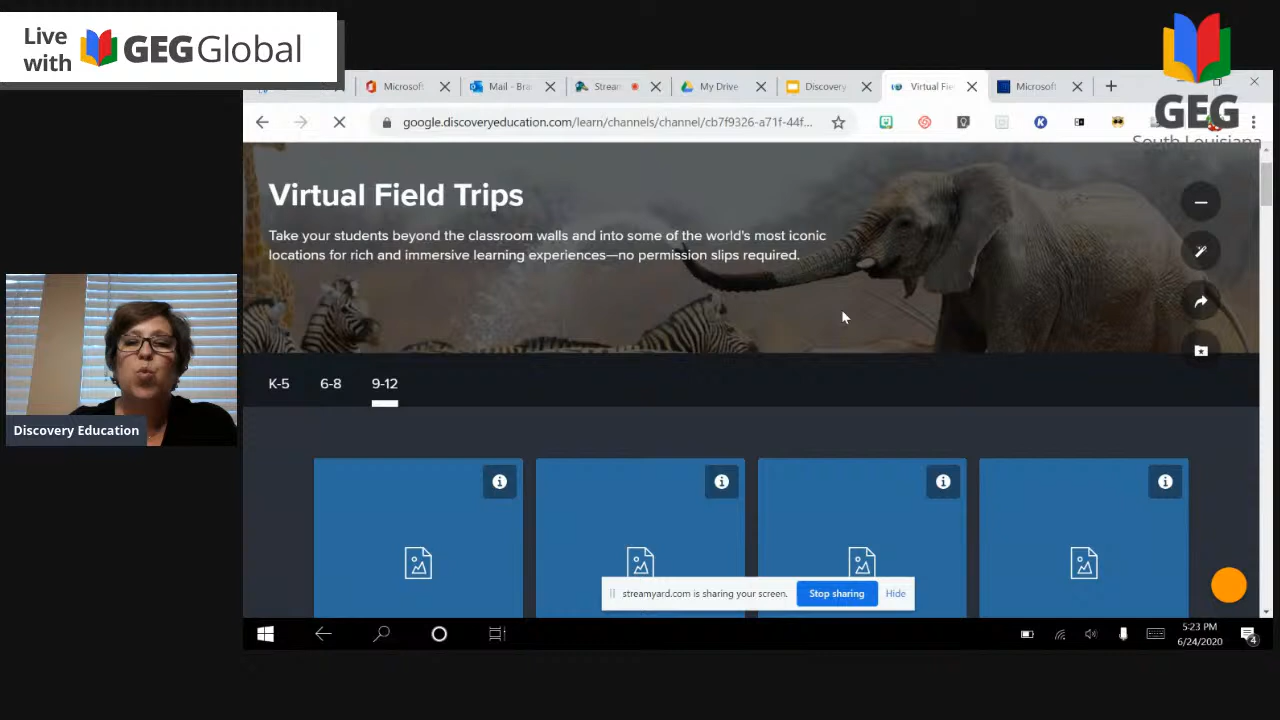 Live
with
GEG Global
GEG
South Louisiana
Microsoft
Mail - Bra
Stream
My Drive
Discovery
Virtual Fie
Microsoft
google.discoveryeducation.com/learn/channels/channel/cb7f9326-a71f-44f...
Virtual Field Trips
Take your students beyond the classroom walls and into some of the world's most iconic
locations for rich and immersive learning experiences—no permission slips required.
K-5 6-8 9-12
Discovery Education
streamyard.com is sharing your screen. Stop sharing Hide
5:23 PM
6/24/2020
4